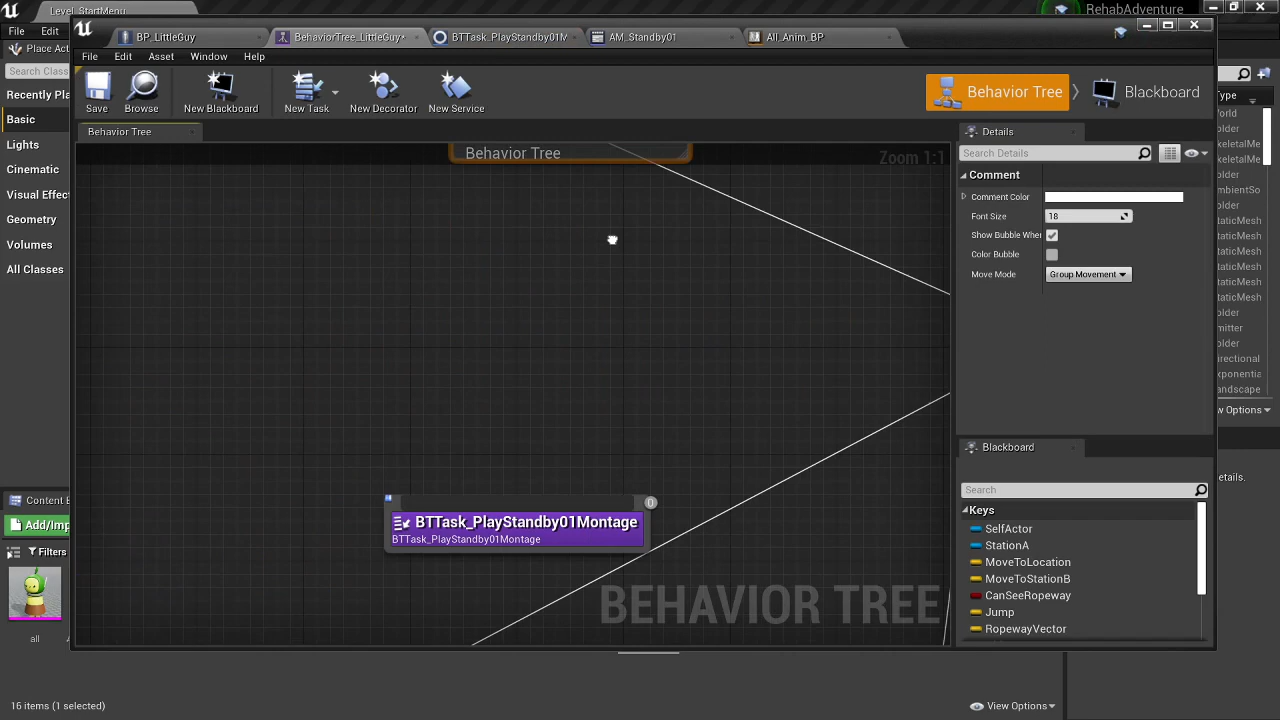 Level_StartMenu
RehabAdventure
File Edit
Place Act
Search Class
Recently Pla
Basic
Lights
Cinematic
Visual Effec
Geometry
Volumes
All Classes
BP_LittleGuy
BehaviorTree_LittleGuy*
BTTask_PlayStandby01M
AM_Standby01
All_Anim_BP
File Edit Asset Window Help
Save
Browse
New Blackboard
New Task
New Decorator
New Service
Behavior Tree
Blackboard
Behavior Tree
Behavior Tree
Zoom 1:1
0
BTTask_PlayStandby01Montage
BTTask_PlayStandby01Montage
BEHAVIOR TREE
Details
Search Details
Comment
Comment Color
Font Size 18
Show Bubble When
Color Bubble
Move Mode Group Movement
Blackboard
Search
Keys
SelfActor
StationA
MoveToLocation
MoveToStationB
CanSeeRopeway
Jump
RopewayVector
Type
World
older
keletalMe
keletalMe
older
mbientSo
older
taticMesh
taticMesh
older
taticMesh
taticMesh
taticMesh
older
mitter
older
irectional
xponentia
andscape
w Options
etails.
Content B
Add/Imp
Filters
all
16 items (1 selected)
View Options